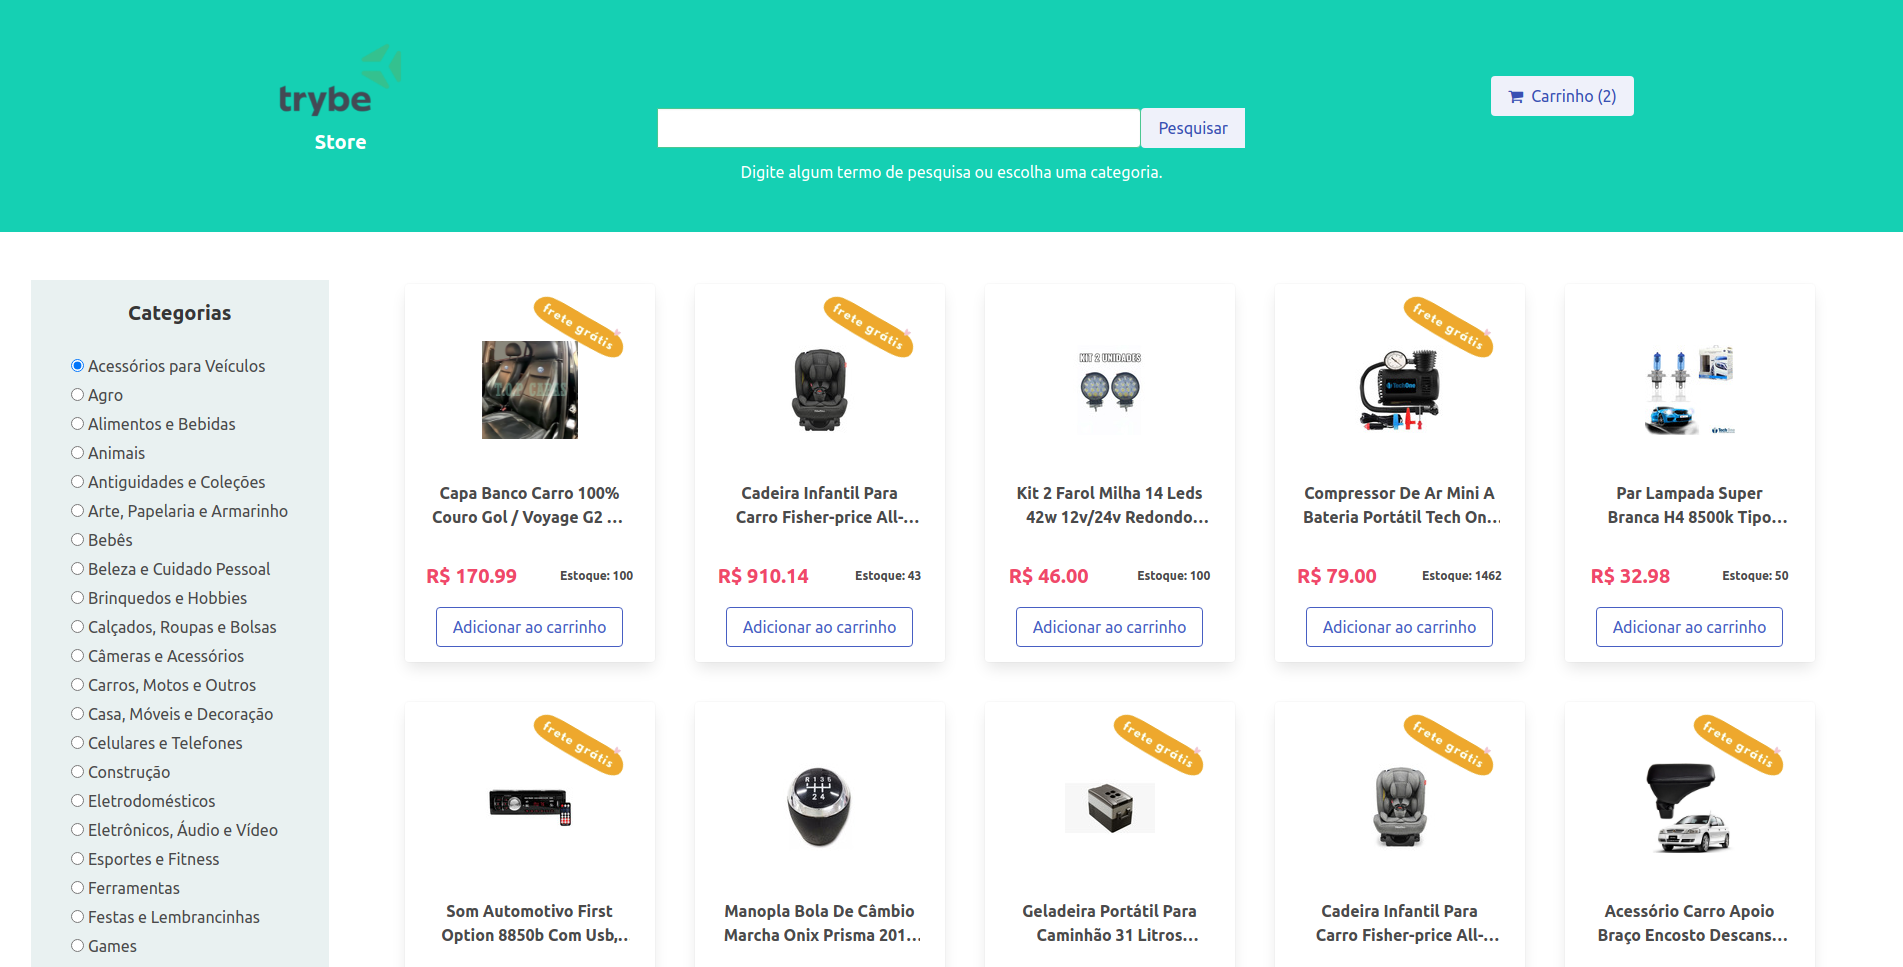 trybe
Store
Pesquisar
Digite algum termo de pesquisa ou escolha uma categoria.
Carrinho (2)
Categorias
Acessórios para Veículos
Agro
Alimentos e Bebidas
Animais
Antiguidades e Coleções
Arte, Papelaria e Armarinho
Bebês
Beleza e Cuidado Pessoal
Brinquedos e Hobbies
Calçados, Roupas e Bolsas
Câmeras e Acessórios
Carros, Motos e Outros
Casa, Móveis e Decoração
Celulares e Telefones
Construção
Eletrodomésticos
Eletrônicos, Áudio e Vídeo
Esportes e Fitness
Ferramentas
Festas e Lembrancinhas
Games
frete grátis
Capa Banco Carro 100%
Couro Gol / Voyage G2 ...
R$ 170.99
Estoque: 100
Adicionar ao carrinho
frete grátis
Cadeira Infantil Para
Carro Fisher-price All-...
R$ 910.14
Estoque: 43
Adicionar ao carrinho
KIT 2 UNIDADES
Kit 2 Farol Milha 14 Leds
42w 12v/24v Redondo...
R$ 46.00
Estoque: 100
Adicionar ao carrinho
frete grátis
TechOne
Compressor De Ar Mini A
Bateria Portátil Tech On...
R$ 79.00
Estoque: 1462
Adicionar ao carrinho
Par Lampada Super
Branca H4 8500k Tipo...
R$ 32.98
Estoque: 50
Adicionar ao carrinho
frete grátis
Som Automotivo First
Option 8850b Com Usb,...
R 1 3 5
2 4
Manopla Bola De Câmbio
Marcha Onix Prisma 201...
frete grátis
Geladeira Portátil Para
Caminhão 31 Litros...
frete grátis
Cadeira Infantil Para
Carro Fisher-price All-...
frete grátis
Acessório Carro Apoio
Braço Encosto Descans...